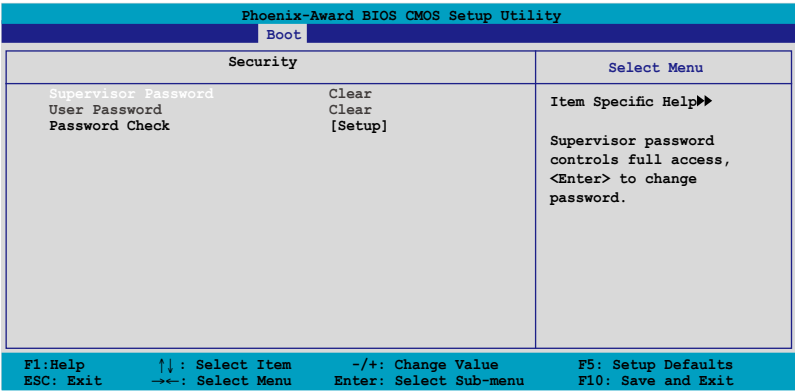 Phoenix-Award BIOS CMOS Setup Utility
Boot
Security
Select Menu
Supervisor Password Clear
User Password Clear
Password Check [Setup]
Item Specific Help▶▶
Supervisor password
controls full access,
<Enter> to change
password.
F1:Help ↑↓: Select Item -/+: Change Value F5: Setup Defaults
ESC: Exit →←: Select Menu Enter: Select Sub-menu F10: Save and Exit